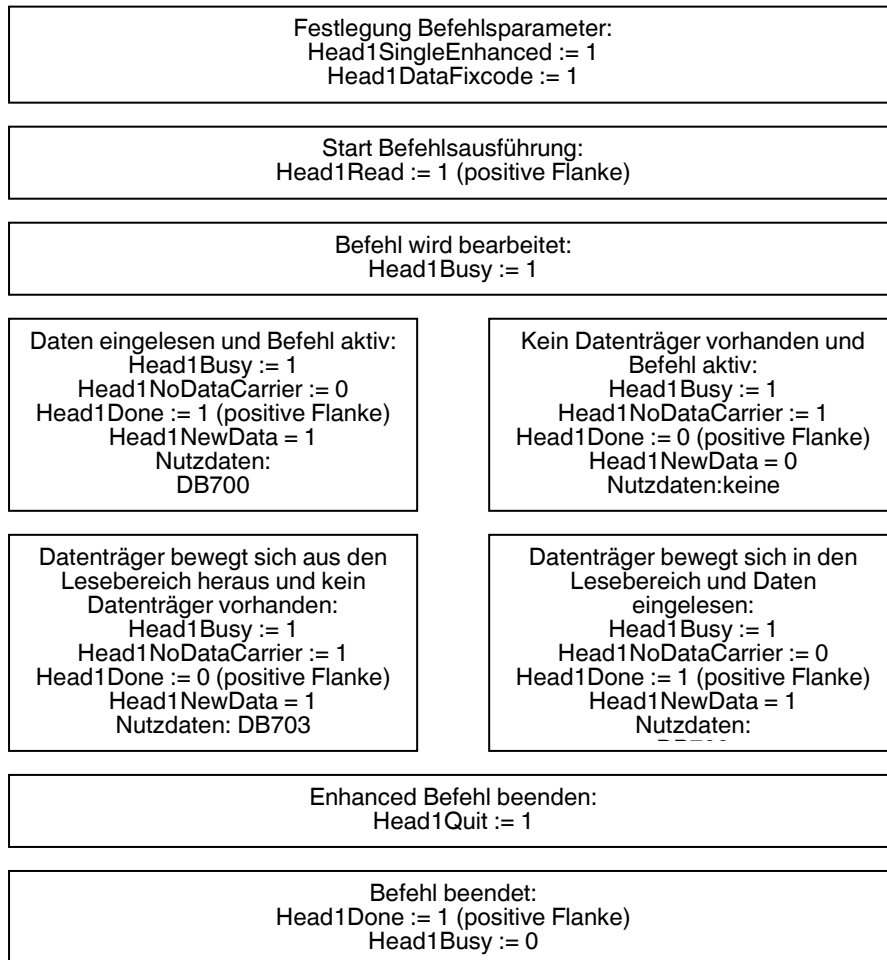 Festlegung Befehlsparameter:
Head1SingleEnhanced := 1
Head1DataFixcode := 1
Start Befehlsausführung:
Head1Read := 1 (positive Flanke)
Befehl wird bearbeitet:
Head1Busy := 1
Daten eingelesen und Befehl aktiv:
Head1Busy := 1
Head1NoDataCarrier := 0
Head1Done := 1 (positive Flanke)
Head1NewData = 1
Nutzdaten:
DB700
Kein Datenträger vorhanden und
Befehl aktiv:
Head1Busy := 1
Head1NoDataCarrier := 1
Head1Done := 0 (positive Flanke)
Head1NewData = 0
Nutzdaten:keine
Datenträger bewegt sich aus den
Lesebereich heraus und kein
Datenträger vorhanden:
Head1Busy := 1
Head1NoDataCarrier := 1
Head1Done := 0 (positive Flanke)
Head1NewData = 1
Nutzdaten: DB703
Datenträger bewegt sich in den
Lesebereich und Daten
eingelesen:
Head1Busy := 1
Head1NoDataCarrier := 0
Head1Done := 1 (positive Flanke)
Head1NewData = 1
Nutzdaten:
Enhanced Befehl beenden:
Head1Quit := 1
Befehl beendet:
Head1Done := 1 (positive Flanke)
Head1Busy := 0